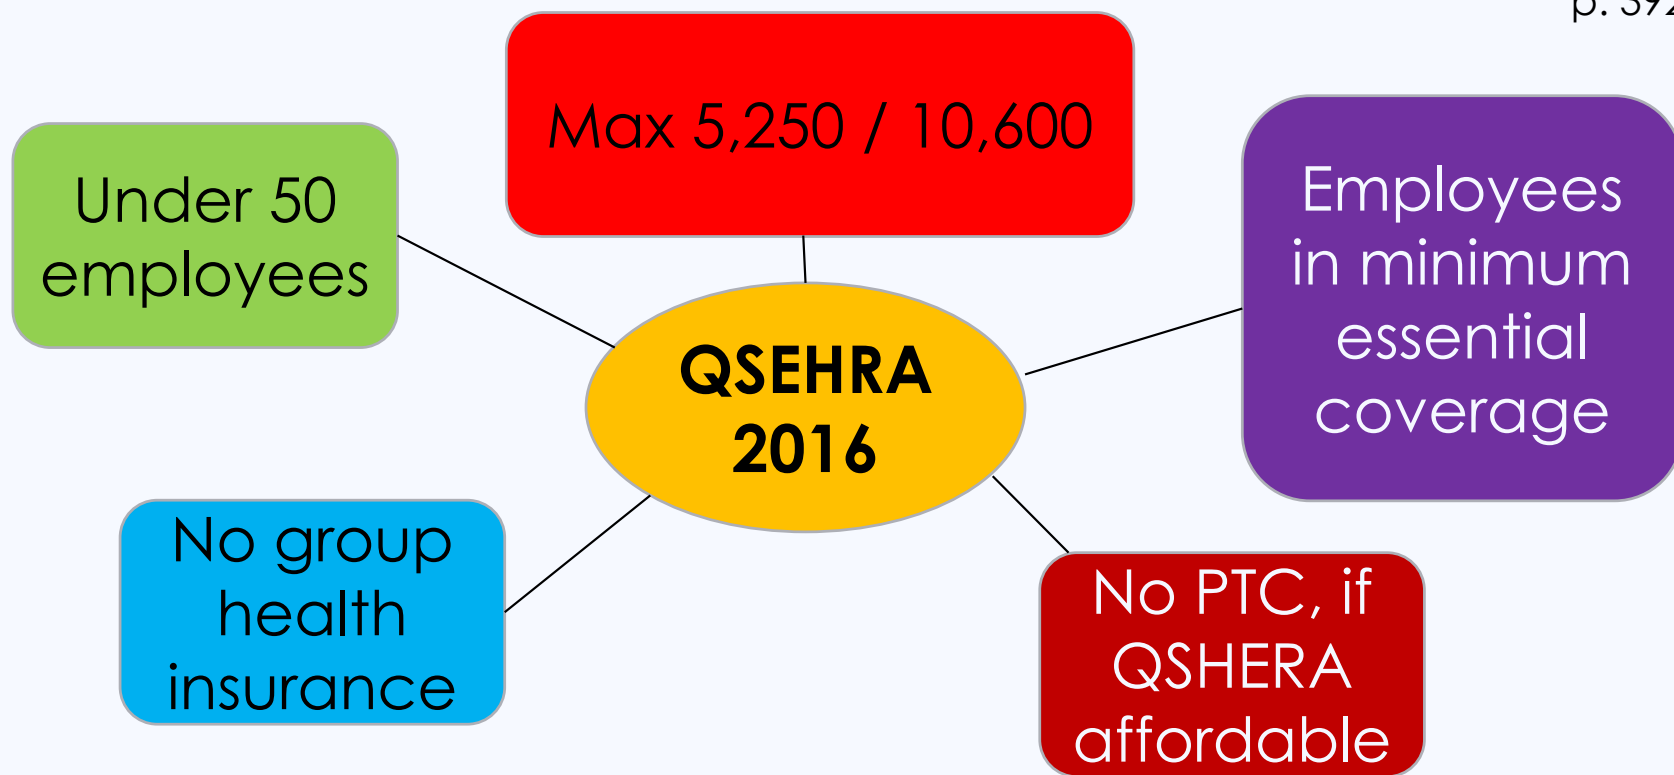 p. 392
Max 5,250 / 10,600
Under 50
employees
Employees
in minimum
essential
coverage
QSEHRA
2016
No group
health
insurance
No PTC, if
QSHERA
affordable